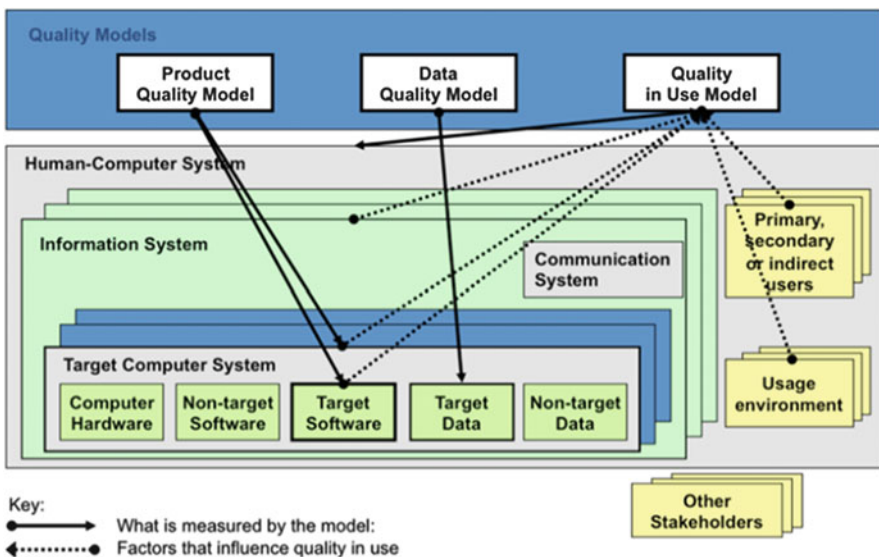 Quality Models
Product
Quality Model
Data
Quality Model
Quality
in Use Model
Human-Computer System
Information System
Communication
System
Primary,
secondary
or indirect
users
Target Computer System
Computer
Hardware
Non-target
Software
Target
Software
Target
Data
Non-target
Data
Usage
environment
Other
Stakeholders
Key:
What is measured by the model:
Factors that influence quality in use